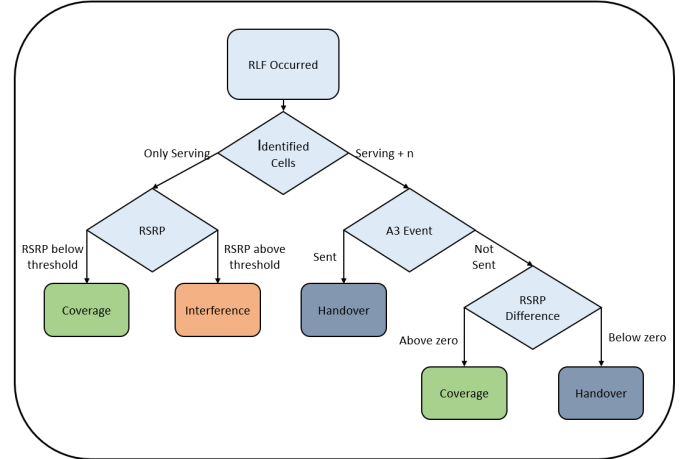 RLF Occurred
Identified
Cells
Only Serving
Serving + n
RSRP
A3 Event
RSRP below
threshold
RSRP above
threshold
Sent
Not
Sent
Coverage
Interference
Handover
RSRP
Difference
Above zero
Below zero
Coverage
Handover